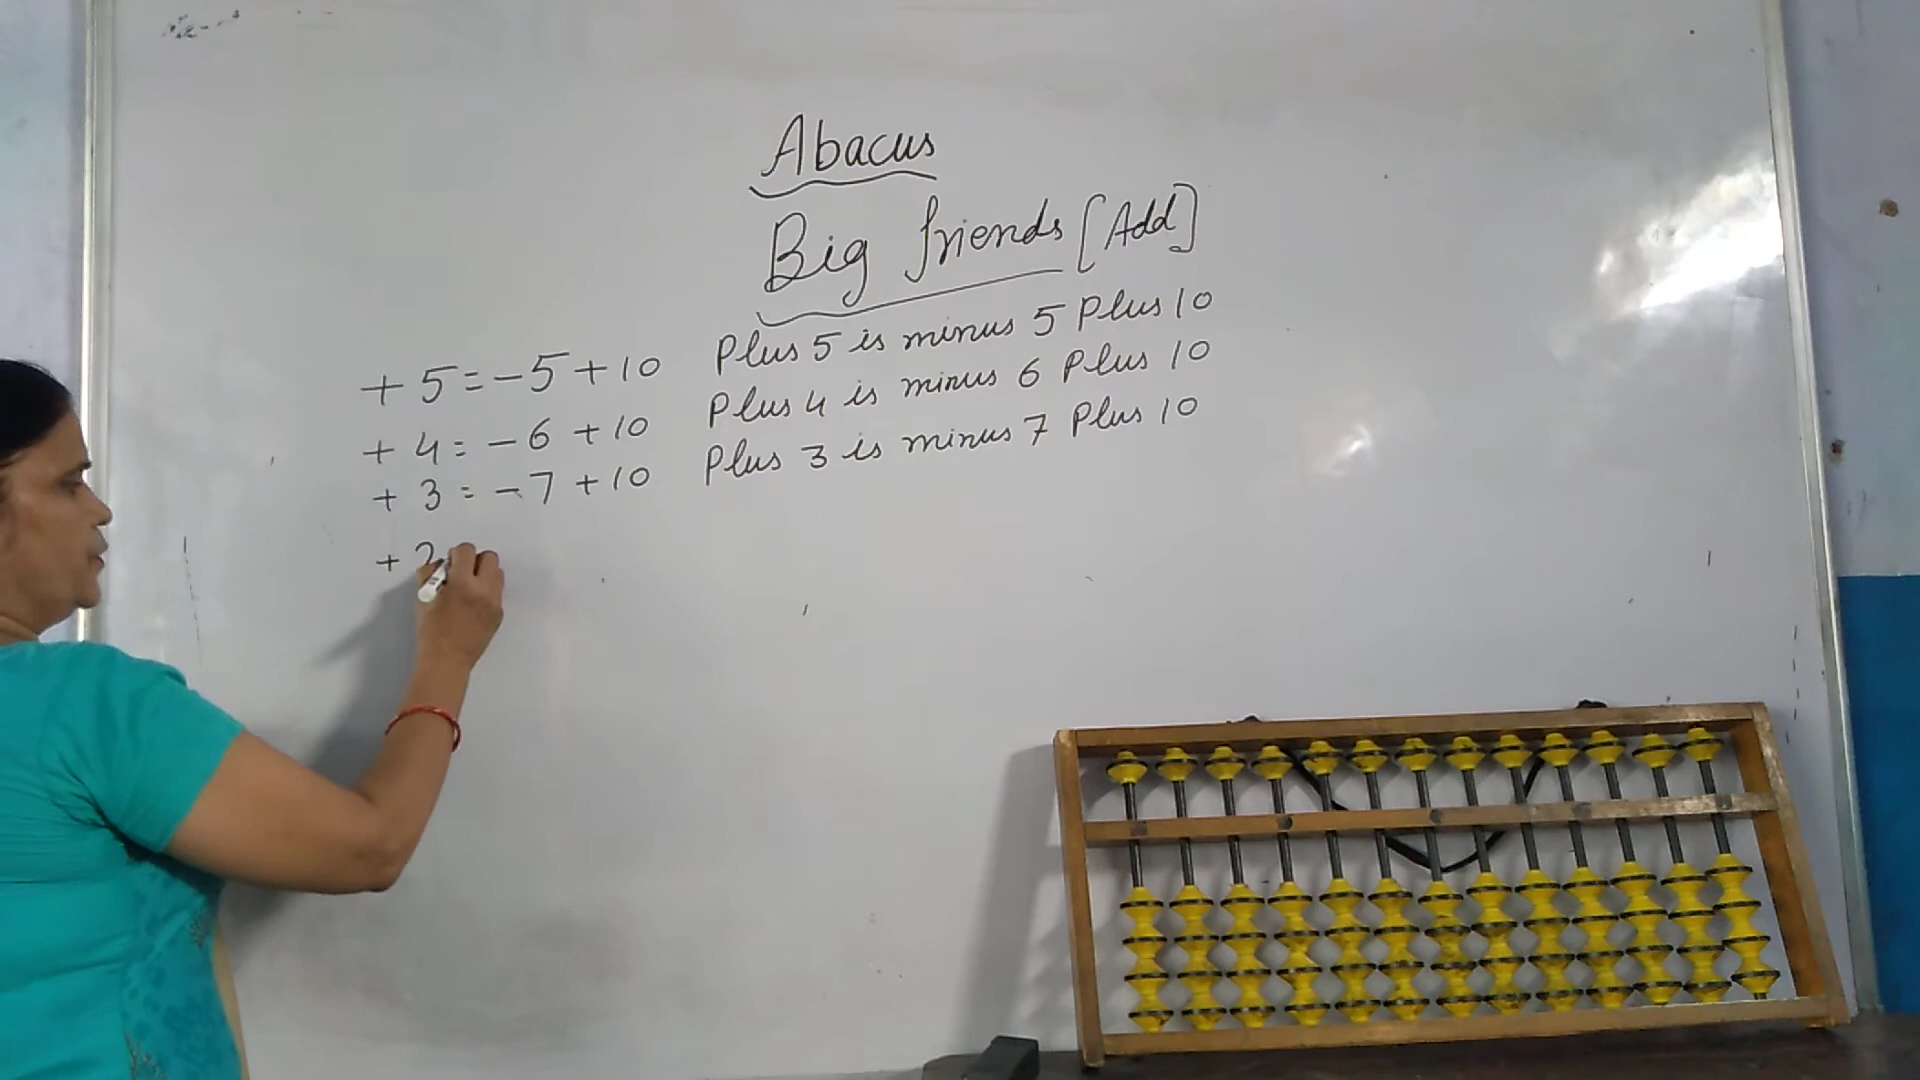 Abacus
Big friends [Add]
+ 5 = - 5 + 10 Plus 5 is minus 5 Plus 10
+ 4 = - 6 + 10 Plus 4 is minus 6 Plus 10
+ 3 = - 7 + 10 Plus 3 is minus 7 Plus 10
+ 2